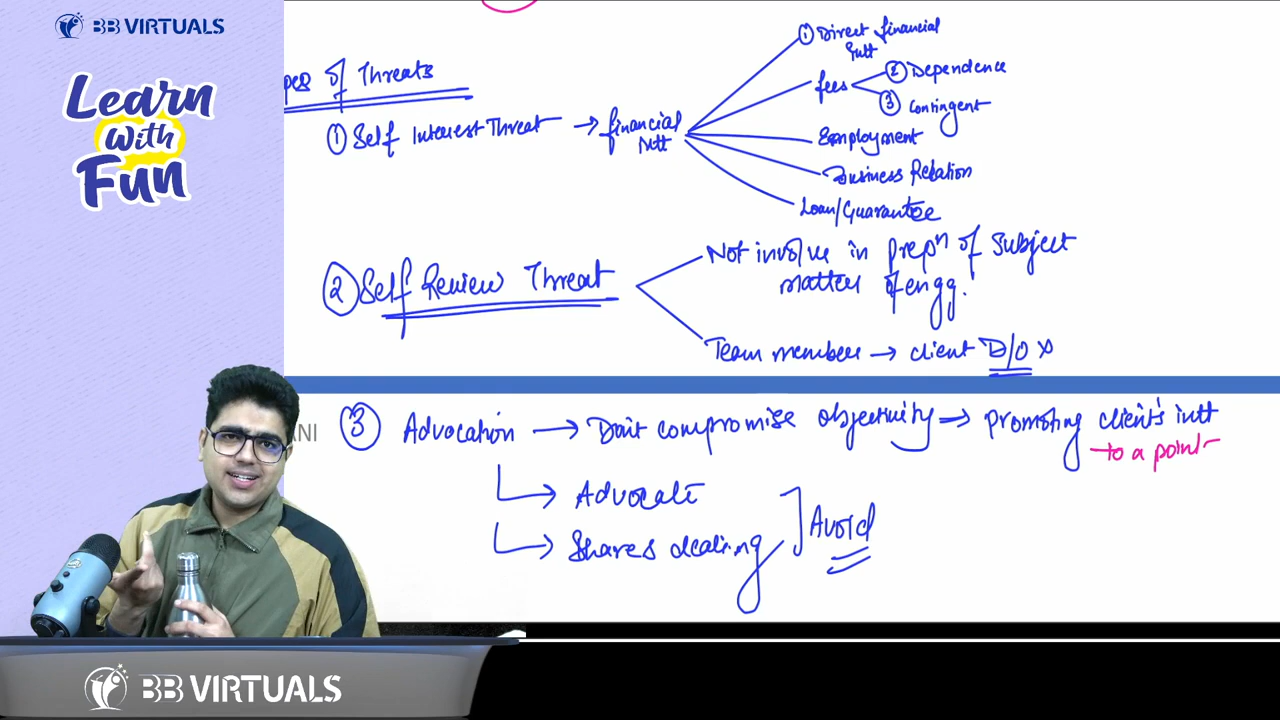 BB VIRTUALS
Learn
With
Fun
pes of Threats
① Self Interest Threat → financial Intt
① Direct financial Intt
fees
② Dependence
③ Contingent
Employment
Business Relation
Loan/Guarantee
② Self Review Threat
Not involve in prepⁿ of subject
matter of engg.
Team members → client D/O x
ANI
③ Advocation → Don't compromise objectivity ⇒ promoting client's intt
to a point
Advocate
Shares dealing
Avoid
BB VIRTUALS